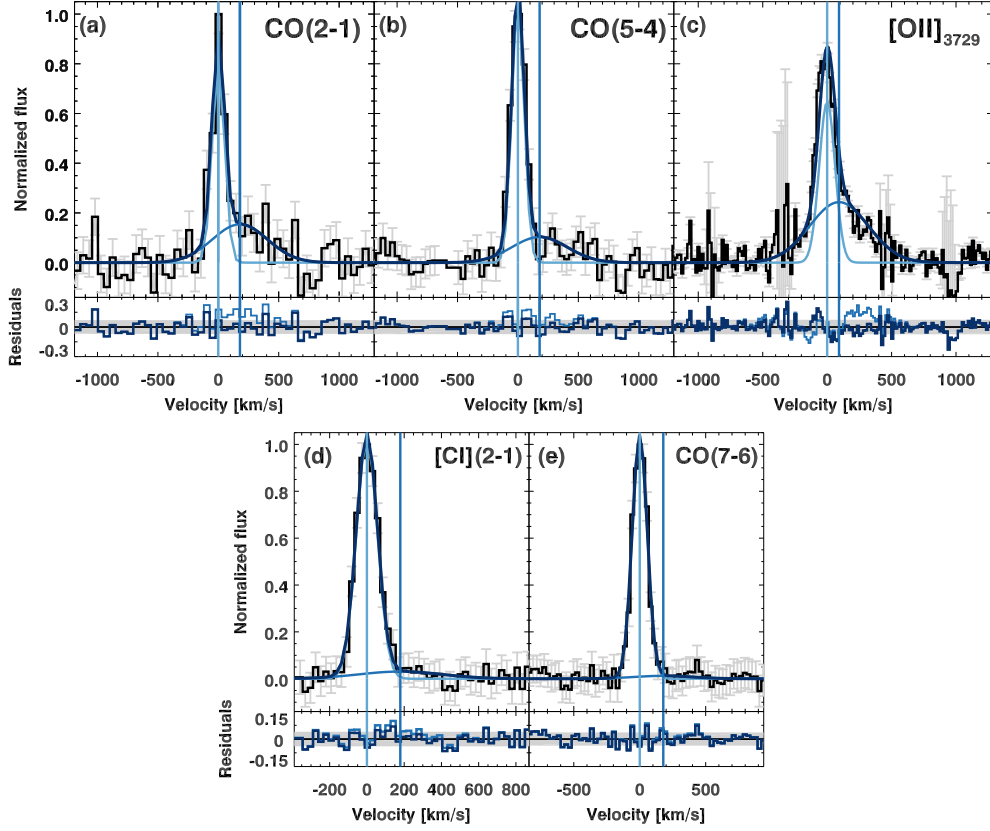 (a) CO(2-1) (b) CO(5-4) (c) [OII]3729
Normalized flux
1.0
0.8
0.6
0.4
0.2
0.0
Residuals
0.3
0
-0.3
-1000 -500 0 500 1000 -1000 -500 0 500 1000 -1000 -500 0 500 1000
Velocity [km/s] Velocity [km/s] Velocity [km/s]
(d) [CI](2-1) (e) CO(7-6)
Normalized flux
1.0
0.8
0.6
0.4
0.2
0.0
Residuals
0.15
0
-0.15
-200 0 200 400 600 800 -500 0 500
Velocity [km/s] Velocity [km/s]